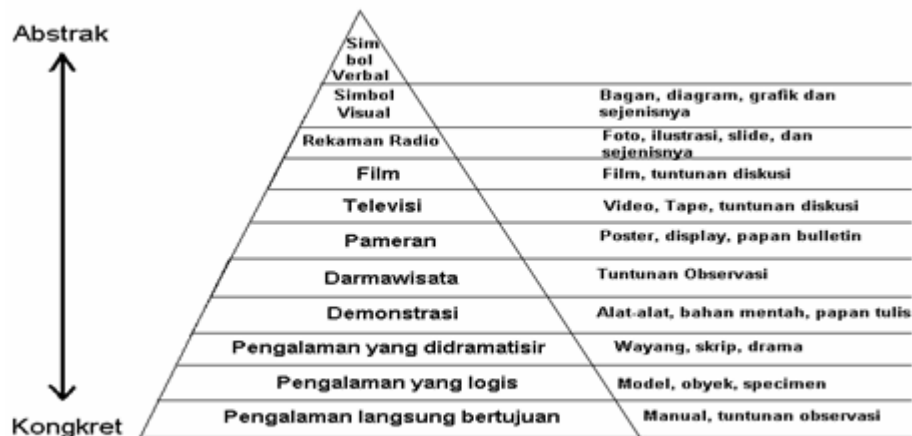 Abstrak
Sim
bol
Verbal
Simbol
Visual
Bagan, diagram, grafik dan
sejenisnya
Rekaman Radio
Foto, ilustrasi, slide, dan
sejenisnya
Film
Film, tuntunan diskusi
Televisi
Video, Tape, tuntunan diskusi
Pameran
Poster, display, papan bulletin
Darmawisata
Tuntunan Observasi
Demonstrasi
Alat-alat, bahan mentah, papan tulis
Pengalaman yang didramatisir
Wayang, skrip, drama
Pengalaman yang logis
Model, obyek, specimen
Kongkret
Pengalaman langsung bertujuan
Manual, tuntunan observasi